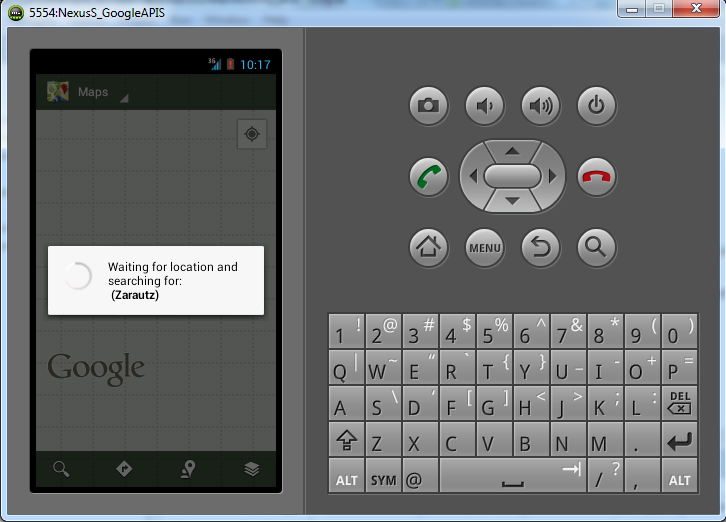 5554:NexusS_GoogleAPIS
3G 10:17
Maps
Waiting for location and
searching for:
(Zarautz)
Google
MENU
1 ! 2 @ 3 # 4 $ 5 % 6 ^ 7 & 8 * 9 ( 0 )
Q | W ~ E “ R ` T { Y } U _ I - O + P =
A S \ D ‘ F [ G ] H < J > K ; L : DEL
Z X C V B N M .
ALT SYM @ / ? , ALT